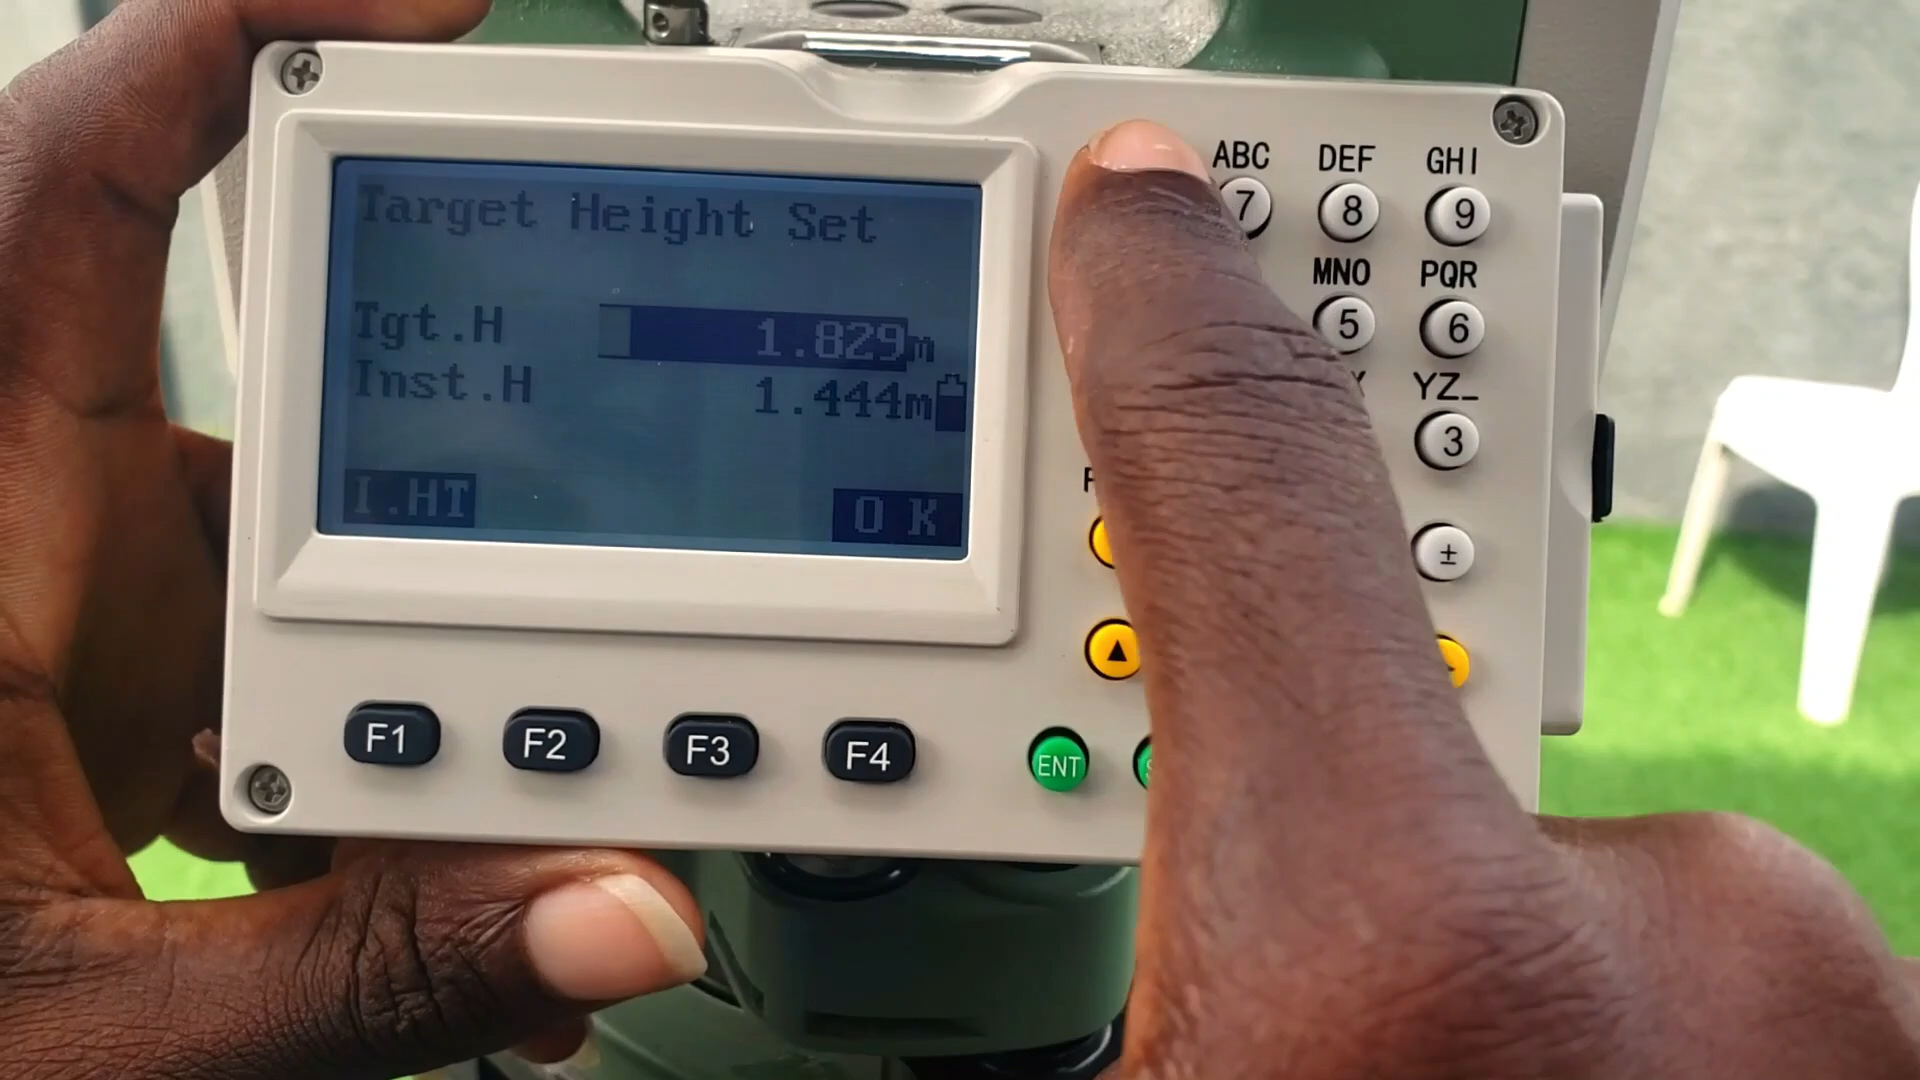 Target Height Set
Tgt.H 1.829m
Inst.H 1.444m
I.HT O K
ABC DEF GHI
7 8 9
MNO PQR
5 6
YZ_
3
±
▲
F1 F2 F3 F4 ENT